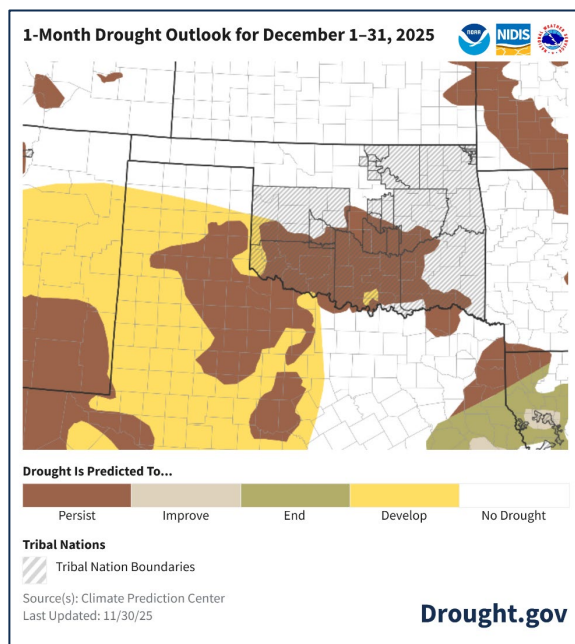 1-Month Drought Outlook for December 1–31, 2025
NOAA
NIDIS
Drought Is Predicted To...
Persist
Improve
End
Develop
No Drought
Tribal Nations
Tribal Nation Boundaries
Source(s): Climate Prediction Center
Last Updated: 11/30/25
Drought.gov